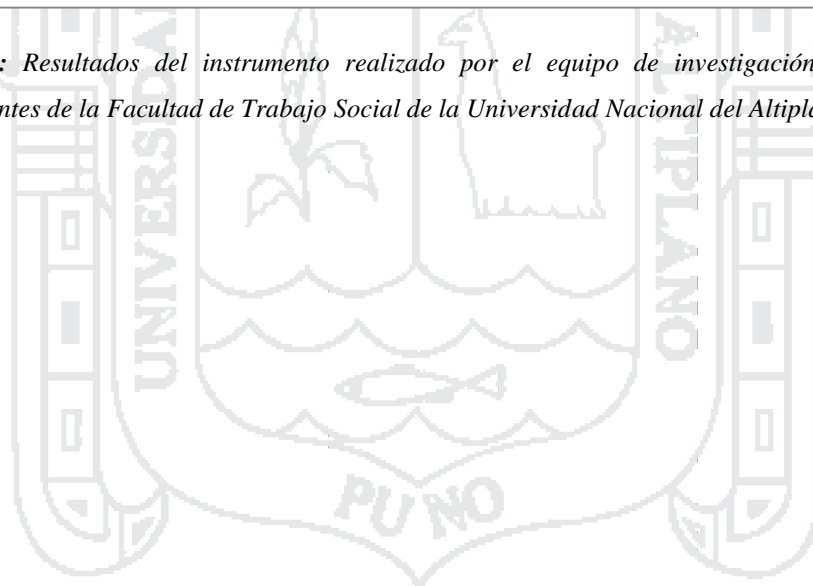 : Resultados del instrumento realizado por el equipo de investigación
ntes de la Facultad de Trabajo Social de la Universidad Nacional del Altipla
UNIVERSIDA
ALTIPLANO
PUNO